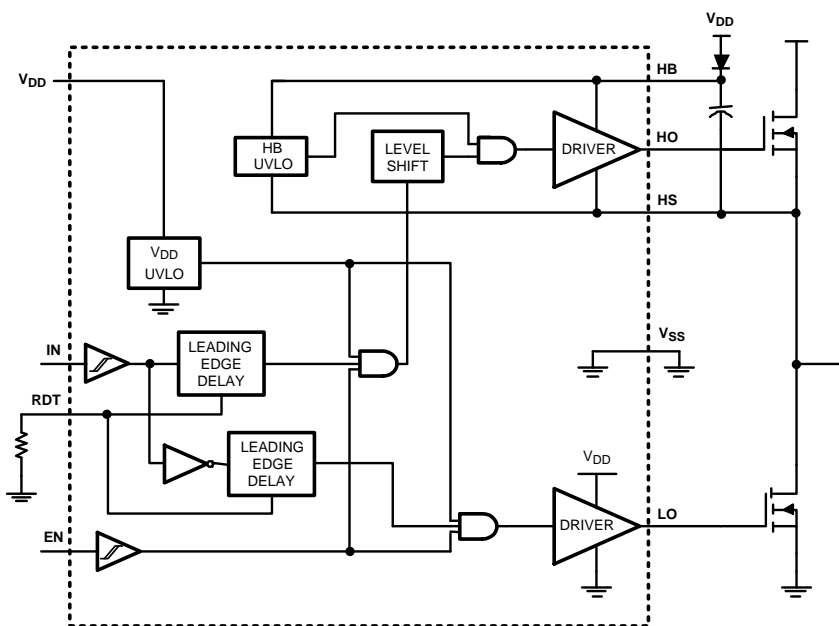 VDD
VDD
HB
HB
UVLO
LEVEL
SHIFT
DRIVER
HO
HS
VDD
UVLO
VSS
IN
LEADING
EDGE
DELAY
RDT
LEADING
EDGE
DELAY
VDD
DRIVER
LO
EN